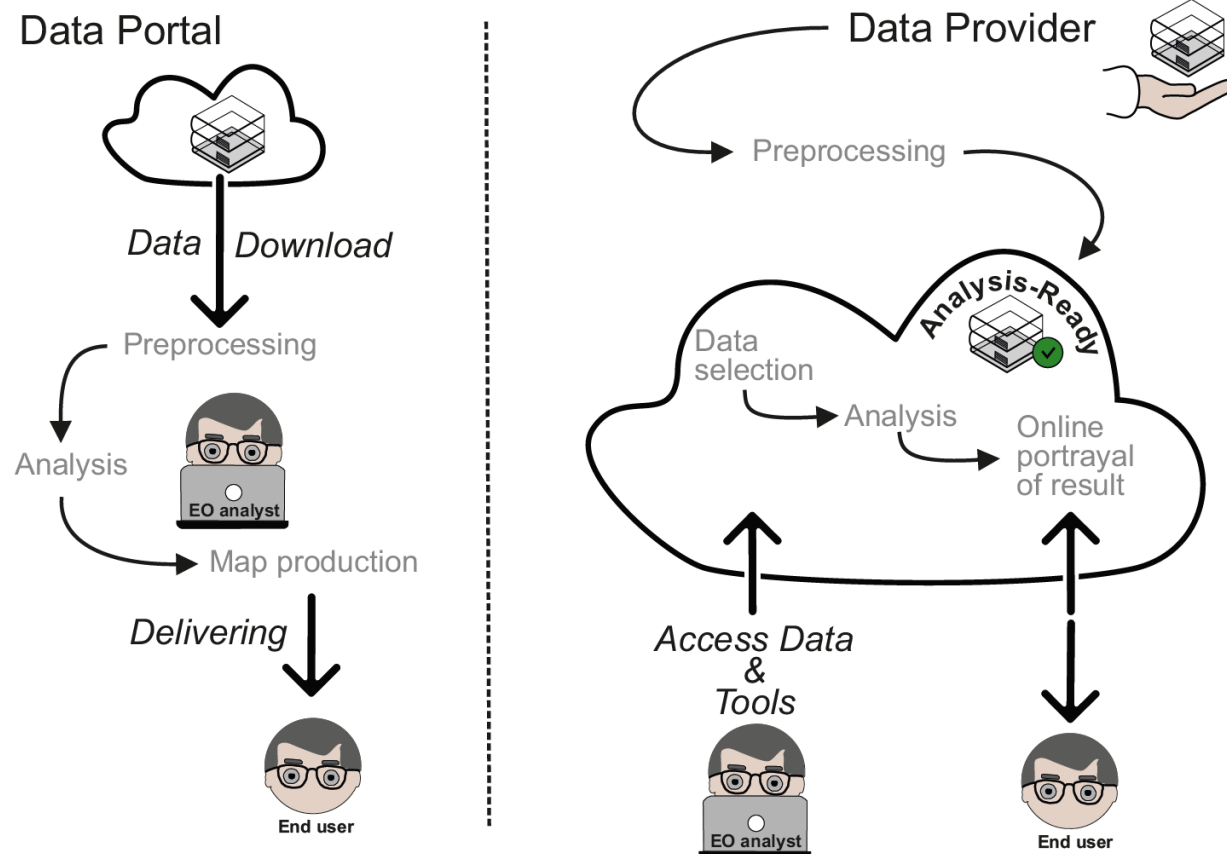 Data Portal
Data Download
Preprocessing
Analysis
EO analyst
Map production
Delivering
End user
Data Provider
Preprocessing
Analysis-Ready
Data
selection
Analysis
Online
portrayal
of result
Access Data
&
Tools
EO analyst
End user